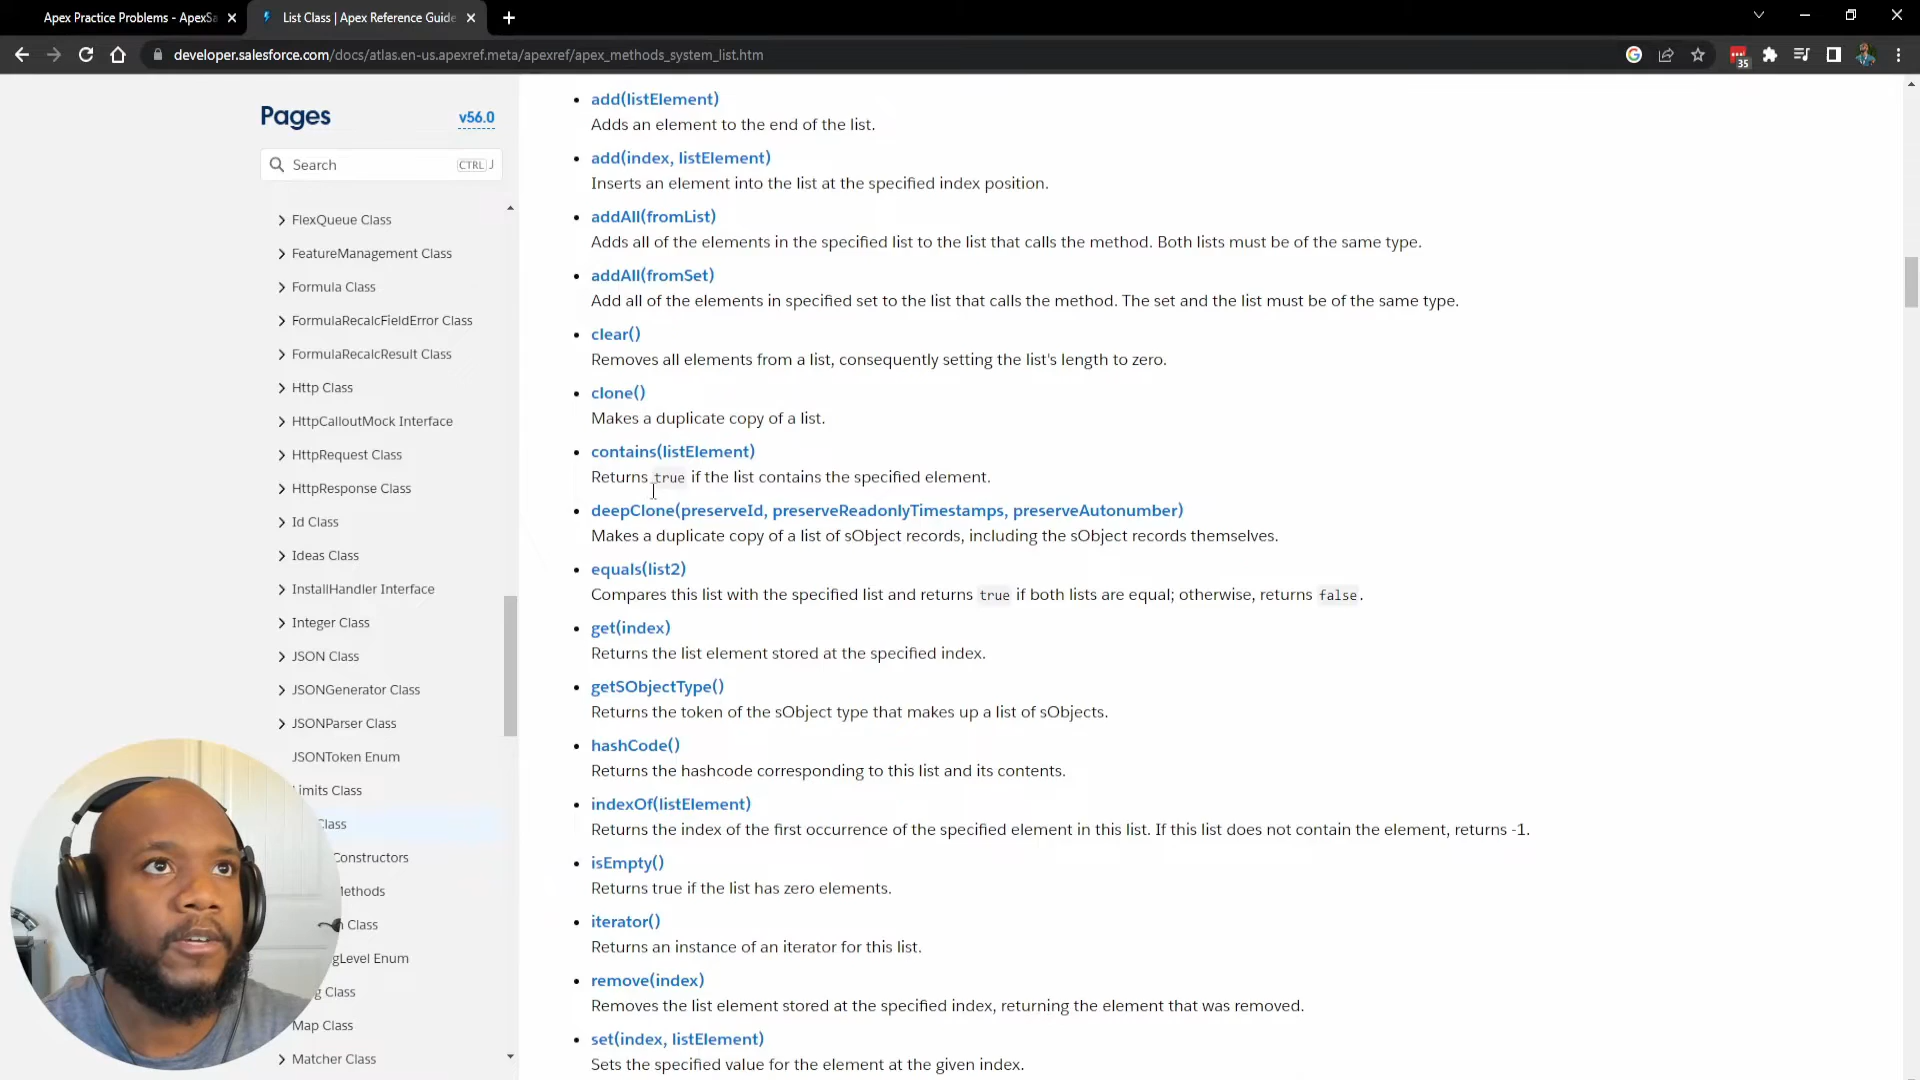 Apex Practice Problems - ApexSa
List Class | Apex Reference Guide
developer.salesforce.com/docs/atlas.en-us.apexref.meta/apexref/apex_methods_system_list.htm
35
Pages
v56.0
Search
CTRL J
FlexQueue Class
FeatureManagement Class
Formula Class
FormulaRecalcFieldError Class
FormulaRecalcResult Class
Http Class
HttpCalloutMock Interface
HttpRequest Class
HttpResponse Class
Id Class
Ideas Class
InstallHandler Interface
Integer Class
JSON Class
JSONGenerator Class
JSONParser Class
JSONToken Enum
Limits Class
Class
Constructors
Methods
Class
Enum
Class
Map Class
Matcher Class
add(listElement)
Adds an element to the end of the list.
add(index, listElement)
Inserts an element into the list at the specified index position.
addAll(fromList)
Adds all of the elements in the specified list to the list that calls the method. Both lists must be of the same type.
addAll(fromSet)
Add all of the elements in specified set to the list that calls the method. The set and the list must be of the same type.
clear()
Removes all elements from a list, consequently setting the list's length to zero.
clone()
Makes a duplicate copy of a list.
contains(listElement)
Returns true if the list contains the specified element.
deepClone(preserveId, preserveReadonlyTimestamps, preserveAutonumber)
Makes a duplicate copy of a list of sObject records, including the sObject records themselves.
equals(list2)
Compares this list with the specified list and returns true if both lists are equal; otherwise, returns false.
get(index)
Returns the list element stored at the specified index.
getSObjectType()
Returns the token of the sObject type that makes up a list of sObjects.
hashCode()
Returns the hashcode corresponding to this list and its contents.
indexOf(listElement)
Returns the index of the first occurrence of the specified element in this list. If this list does not contain the element, returns -1.
isEmpty()
Returns true if the list has zero elements.
iterator()
Returns an instance of an iterator for this list.
remove(index)
Removes the list element stored at the specified index, returning the element that was removed.
set(index, listElement)
Sets the specified value for the element at the given index.